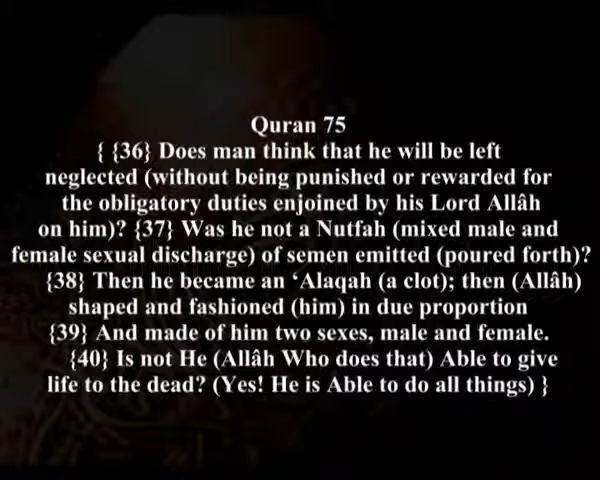 Quran 75
{ {36} Does man think that he will be left
neglected (without being punished or rewarded for
the obligatory duties enjoined by his Lord Allâh
on him)? {37} Was he not a Nutfah (mixed male and
female sexual discharge) of semen emitted (poured forth)?
{38} Then he became an ‘Alaqah (a clot); then (Allâh)
shaped and fashioned (him) in due proportion
{39} And made of him two sexes, male and female.
{40} Is not He (Allâh Who does that) Able to give
life to the dead? (Yes! He is Able to do all things) }